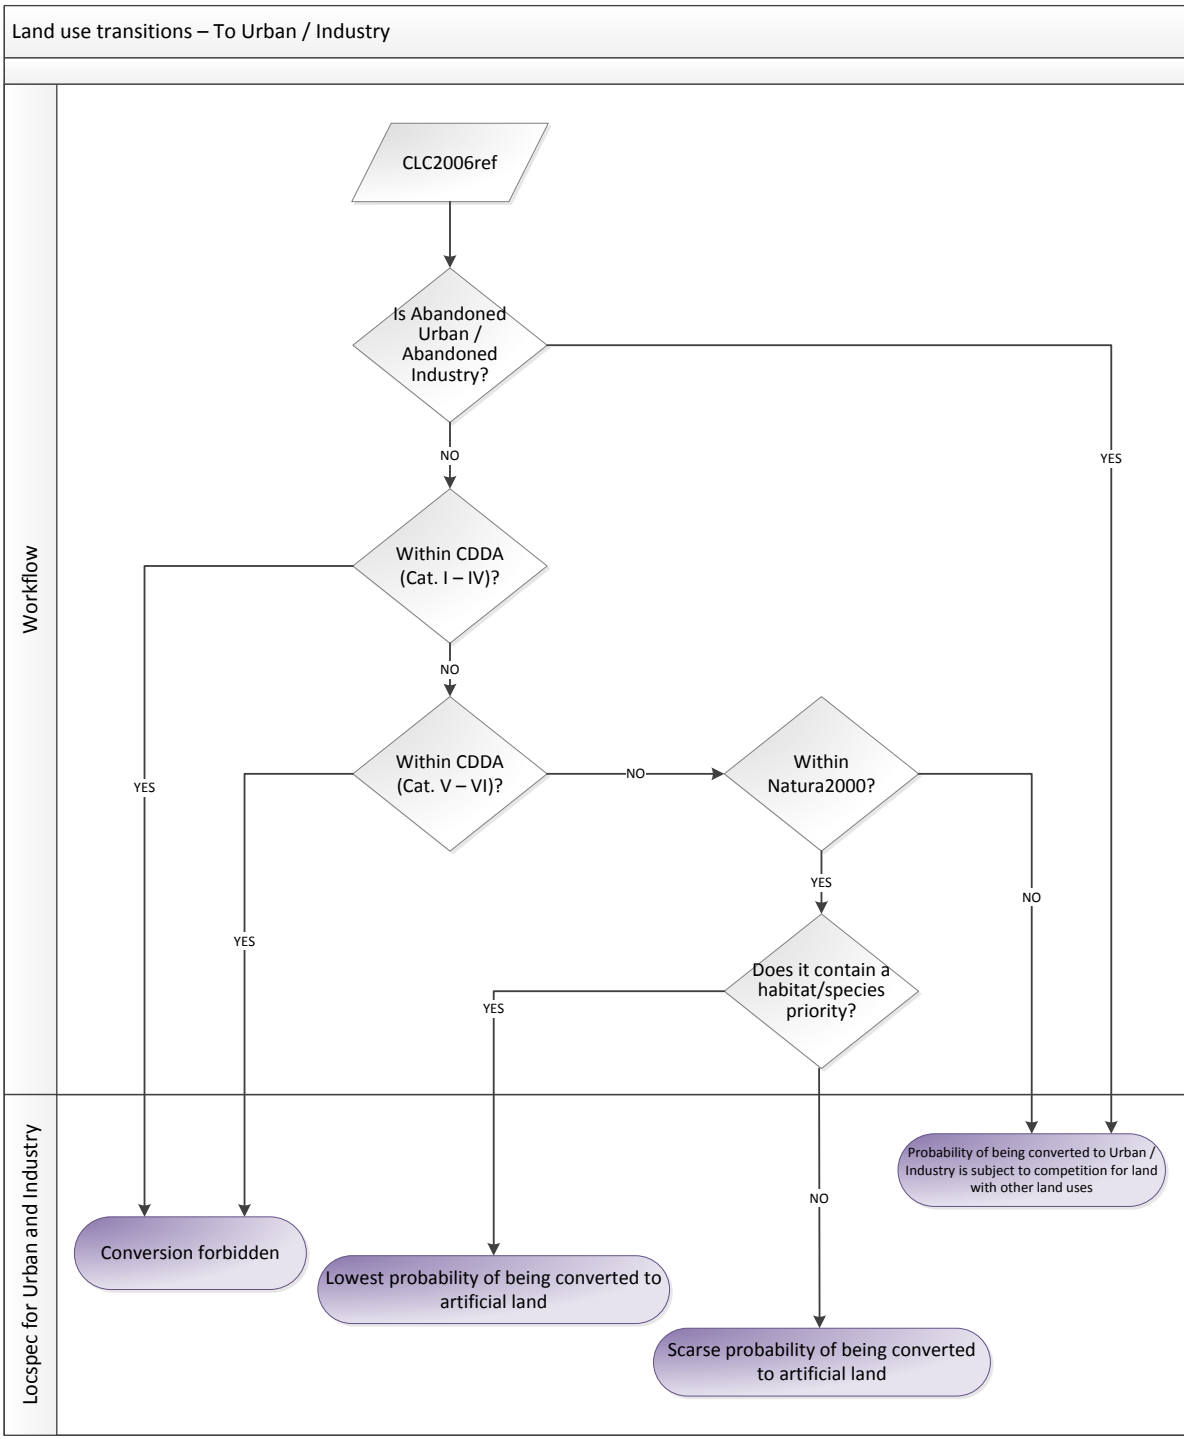 Land use transitions – To Urban / Industry
Workflow
CLC2006ref
Is Abandoned
Urban /
Abandoned
Industry?
NO
YES
Within CDDA
(Cat. I – IV)?
NO
YES
Within CDDA
(Cat. V – VI)?
NO
Within
Natura2000?
YES
NO
YES
Does it contain a
habitat/species
priority?
YES
NO
Locspec for Urban and Industry
Probability of being converted to Urban /
Industry is subject to competition for land
with other land uses
Conversion forbidden
Lowest probability of being converted to
artificial land
Scarse probability of being converted
to artificial land